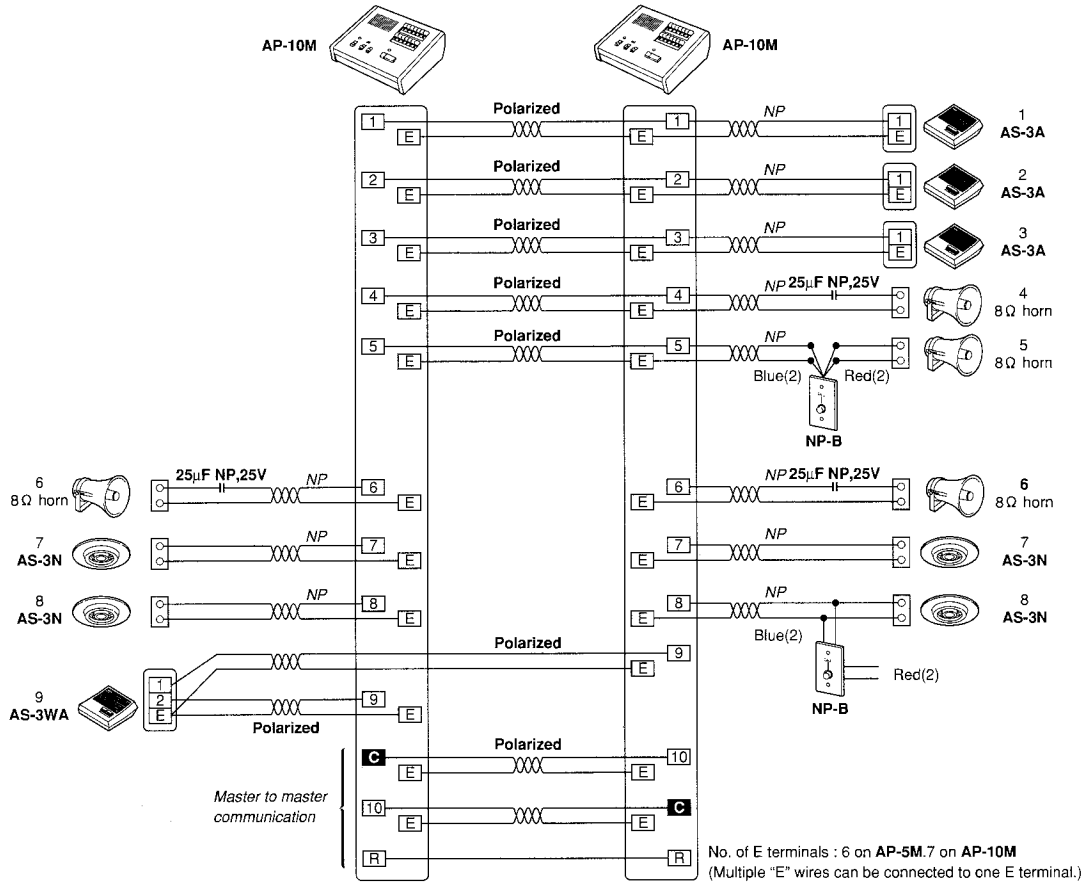 AP-10M
AP-10M
1 E Polarized 1 E NP 1 E 1 AS-3A
2 E Polarized 2 E NP 1 E 2 AS-3A
3 E Polarized 3 E NP 1 E 3 AS-3A
4 E Polarized 4 E NP 25µF NP,25V 4 8Ω horn
5 E Polarized 5 E NP 5 8Ω horn
Blue(2) Red(2)
NP-B
6 8Ω horn 25µF NP,25V NP 6 E
6 E NP 25µF NP,25V 6 8Ω horn
7 AS-3N NP 7 E
7 E NP 7 AS-3N
8 AS-3N NP 8 E
8 E NP 8 AS-3N
Blue(2)
Red(2)
NP-B
Polarized 9 E
9 AS-3WA 1 2 E 9 E
Polarized
C E Polarized 10 E
Master to master
communication
10 E C E
R R
No. of E terminals : 6 on AP-5M.7 on AP-10M
(Multiple "E" wires can be connected to one E terminal.)